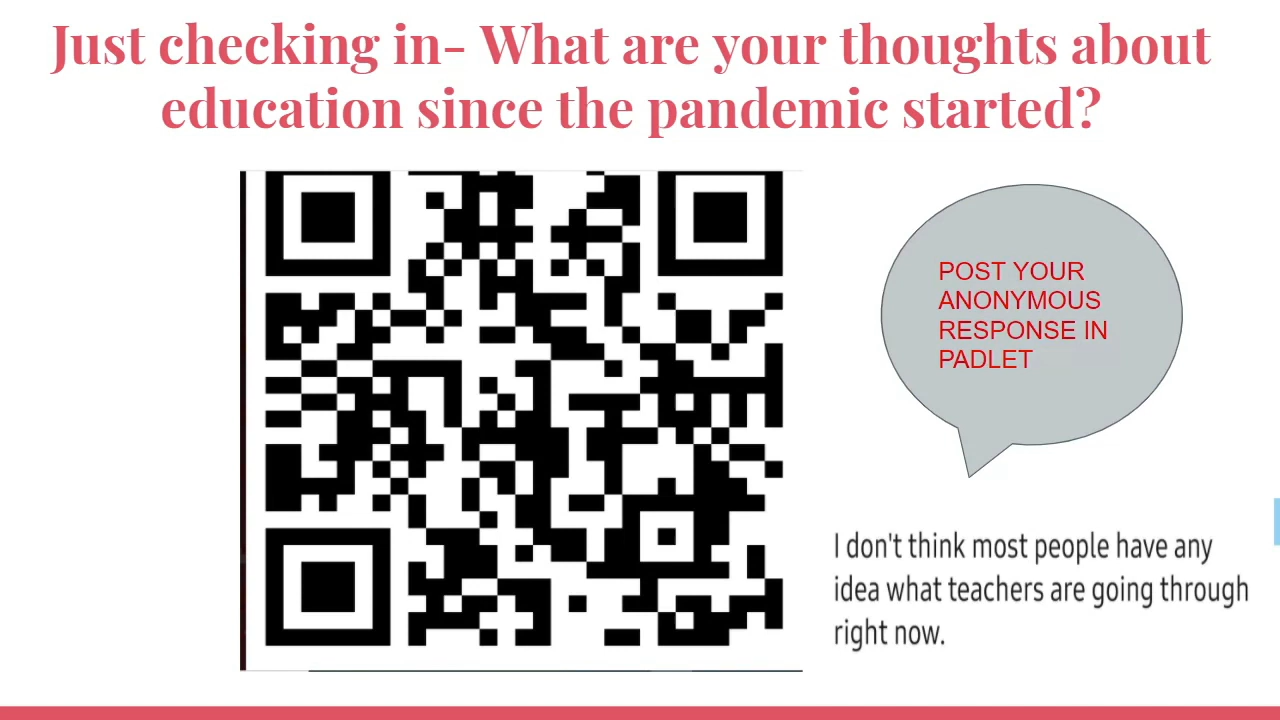 Just checking in- What are your thoughts about
education since the pandemic started?
POST YOUR
ANONYMOUS
RESPONSE IN
PADLET
I don't think most people have any
idea what teachers are going through
right now.